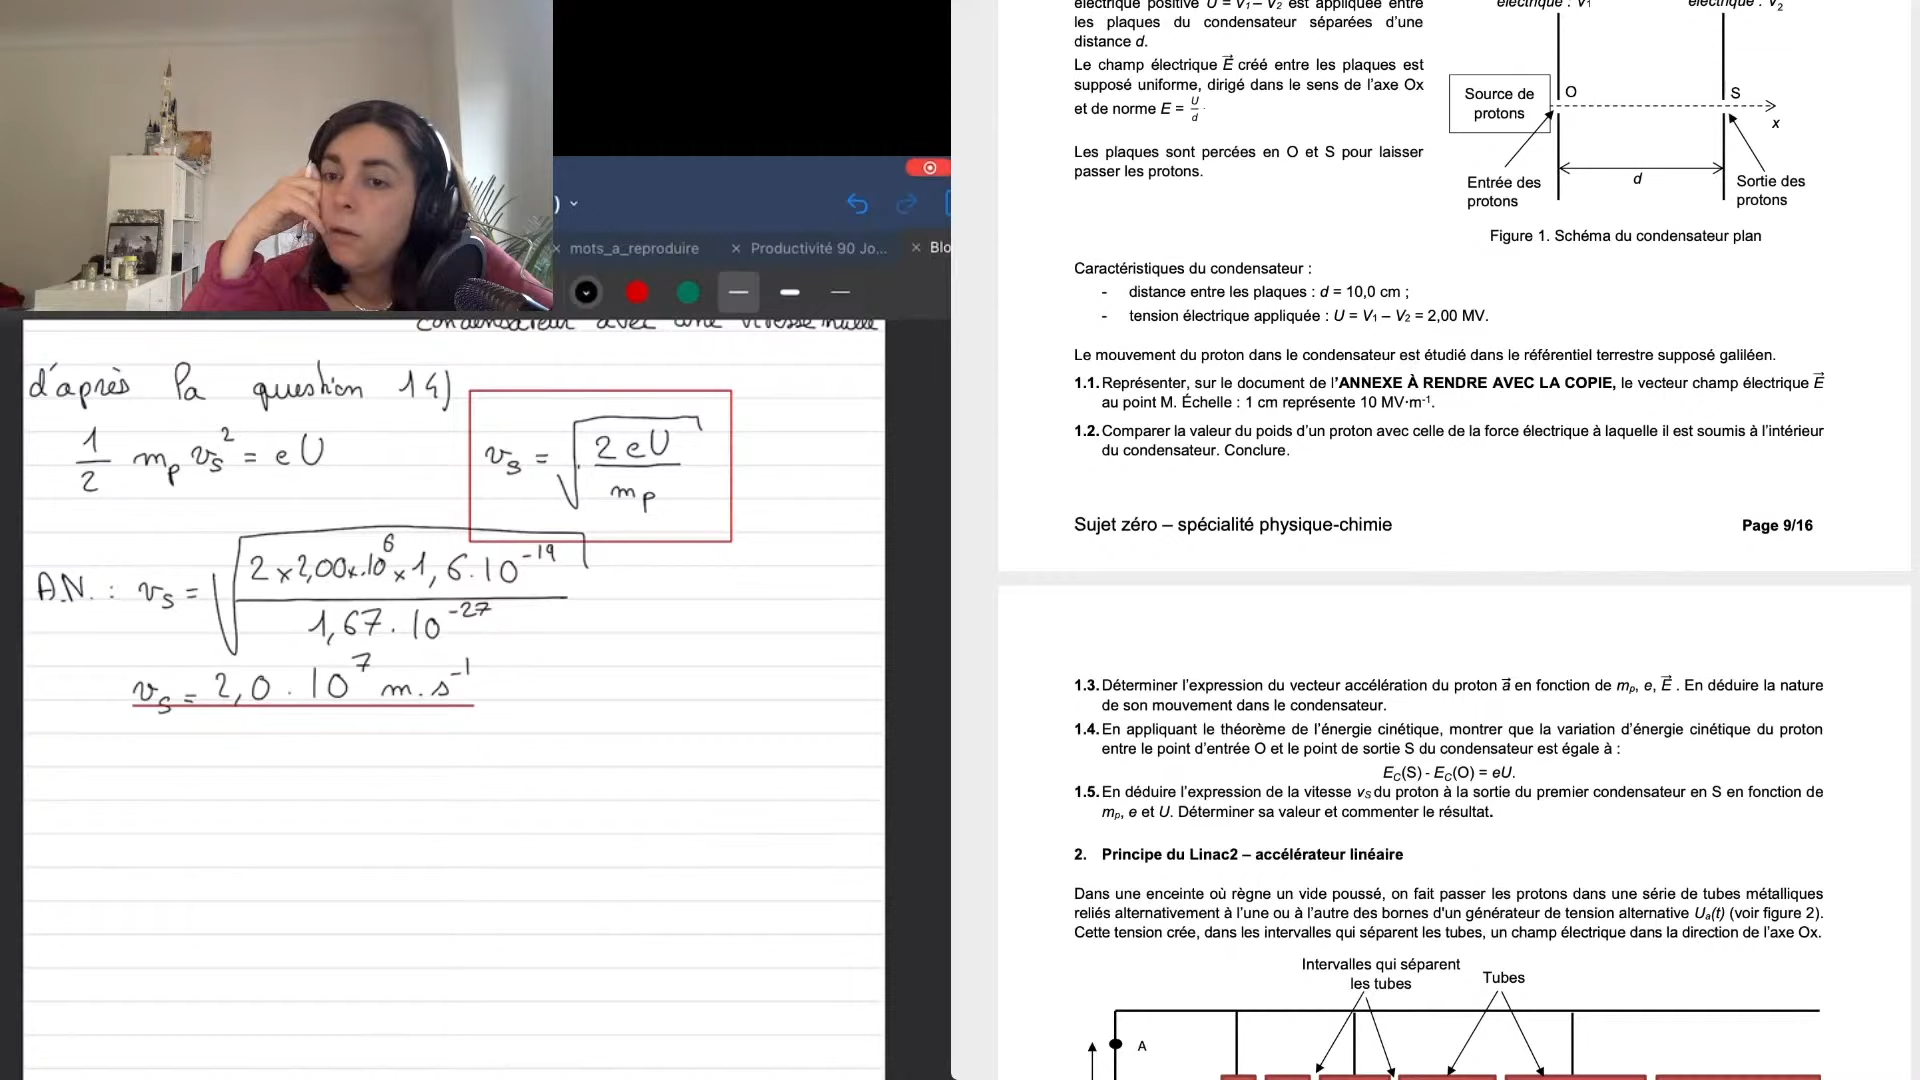 mots_a_reproduire
Productivité 90 Jo...
Blo
condensateur avec une vitesse nulle
d'après la question 14)
1/2 mp vs² = eU
vs = √(2 eU / mp)
A.N. : vs = √(2 × 2,00×.10⁶ × 1,6.10⁻¹⁹ / 1,67.10⁻²⁷)
vs = 2,0 . 10⁷ m.s⁻¹
électrique positive U = V₁ – V₂ est appliquée entre
les plaques du condensateur séparées d’une
distance d.
Le champ électrique E⃗ créé entre les plaques est
supposé uniforme, dirigé dans le sens de l’axe Ox
et de norme E = U/d.
Les plaques sont percées en O et S pour laisser
passer les protons.
électrique : V₁
électrique : V₂
Source de
protons
O
S
x
d
Entrée des
protons
Sortie des
protons
Figure 1. Schéma du condensateur plan
Caractéristiques du condensateur :
- distance entre les plaques : d = 10,0 cm ;
- tension électrique appliquée : U = V₁ – V₂ = 2,00 MV.
Le mouvement du proton dans le condensateur est étudié dans le référentiel terrestre supposé galiléen.
1.1. Représenter, sur le document de l’ANNEXE À RENDRE AVEC LA COPIE, le vecteur champ électrique E⃗
au point M. Échelle : 1 cm représente 10 MV·m⁻¹.
1.2. Comparer la valeur du poids d’un proton avec celle de la force électrique à laquelle il est soumis à l’intérieur
du condensateur. Conclure.
Sujet zéro – spécialité physique-chimie
Page 9/16
1.3. Déterminer l’expression du vecteur accélération du proton a⃗ en fonction de mp, e, E⃗ . En déduire la nature
de son mouvement dans le condensateur.
1.4. En appliquant le théorème de l’énergie cinétique, montrer que la variation d’énergie cinétique du proton
entre le point d’entrée O et le point de sortie S du condensateur est égale à :
EC(S) - EC(O) = eU.
1.5. En déduire l’expression de la vitesse vS du proton à la sortie du premier condensateur en S en fonction de
mp, e et U. Déterminer sa valeur et commenter le résultat.
2. Principe du Linac2 – accélérateur linéaire
Dans une enceinte où règne un vide poussé, on fait passer les protons dans une série de tubes métalliques
reliés alternativement à l’une ou à l’autre des bornes d'un générateur de tension alternative Ua(t) (voir figure 2).
Cette tension crée, dans les intervalles qui séparent les tubes, un champ électrique dans la direction de l’axe Ox.
Intervalles qui séparent
les tubes
Tubes
A